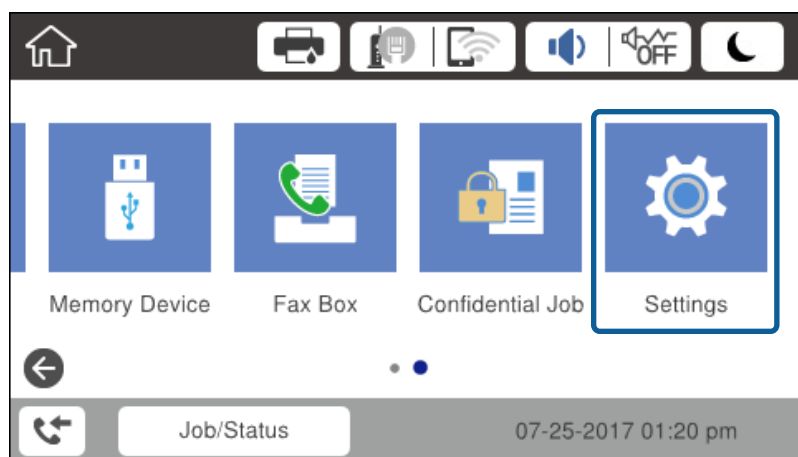 OFF
Memory Device
Fax Box
Confidential Job
Settings
Job/Status
07-25-2017 01:20 pm